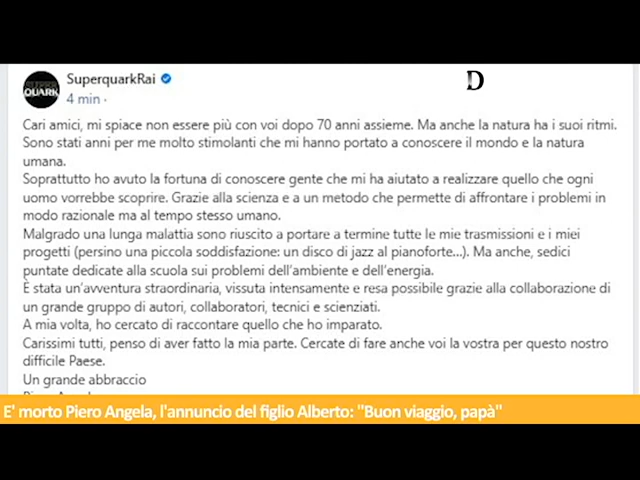 SuperquarkRai
QUARK
4 min ·
D
Cari amici, mi spiace non essere più con voi dopo 70 anni assieme. Ma anche la natura ha i suoi ritmi.
Sono stati anni per me molto stimolanti che mi hanno portato a conoscere il mondo e la natura
umana.
Soprattutto ho avuto la fortuna di conoscere gente che mi ha aiutato a realizzare quello che ogni
uomo vorrebbe scoprire. Grazie alla scienza e a un metodo che permette di affrontare i problemi in
modo razionale ma al tempo stesso umano.
Malgrado una lunga malattia sono riuscito a portare a termine tutte le mie trasmissioni e i miei
progetti (persino una piccola soddisfazione: un disco di jazz al pianoforte...). Ma anche, sedici
puntate dedicate alla scuola sui problemi dell'ambiente e dell'energia.
È stata un'avventura straordinaria, vissuta intensamente e resa possibile grazie alla collaborazione di
un grande gruppo di autori, collaboratori, tecnici e scienziati.
A mia volta, ho cercato di raccontare quello che ho imparato.
Carissimi tutti, penso di aver fatto la mia parte. Cercate di fare anche voi la vostra per questo nostro
difficile Paese.
Un grande abbraccio
E' morto Piero Angela, l'annuncio del figlio Alberto: "Buon viaggio, papà"